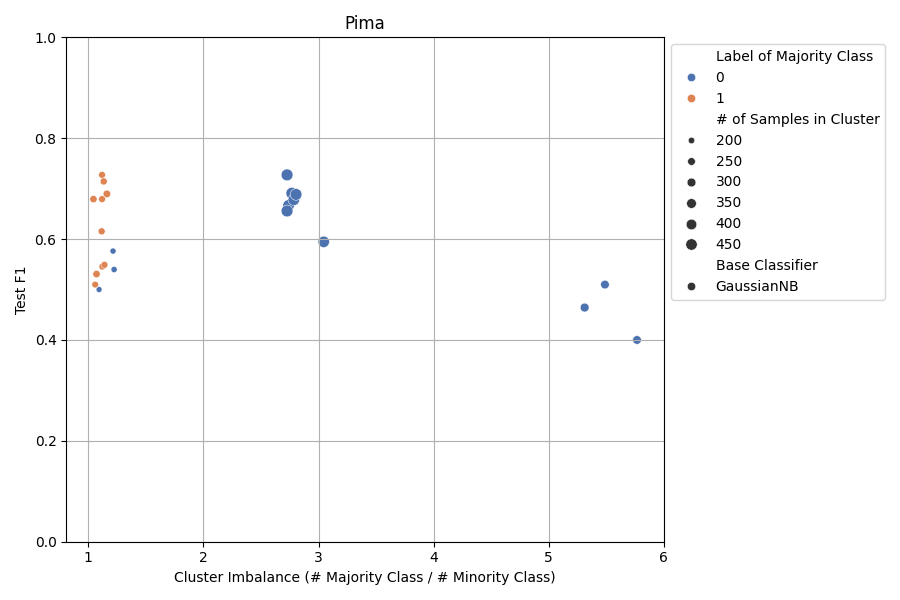 Pima
1.0
0.8
0.6
0.4
0.2
0.0
Test F1
1
2
3
4
5
6
Cluster Imbalance (# Majority Class / # Minority Class)
Label of Majority Class
0
1
# of Samples in Cluster
200
250
300
350
400
450
Base Classifier
GaussianNB